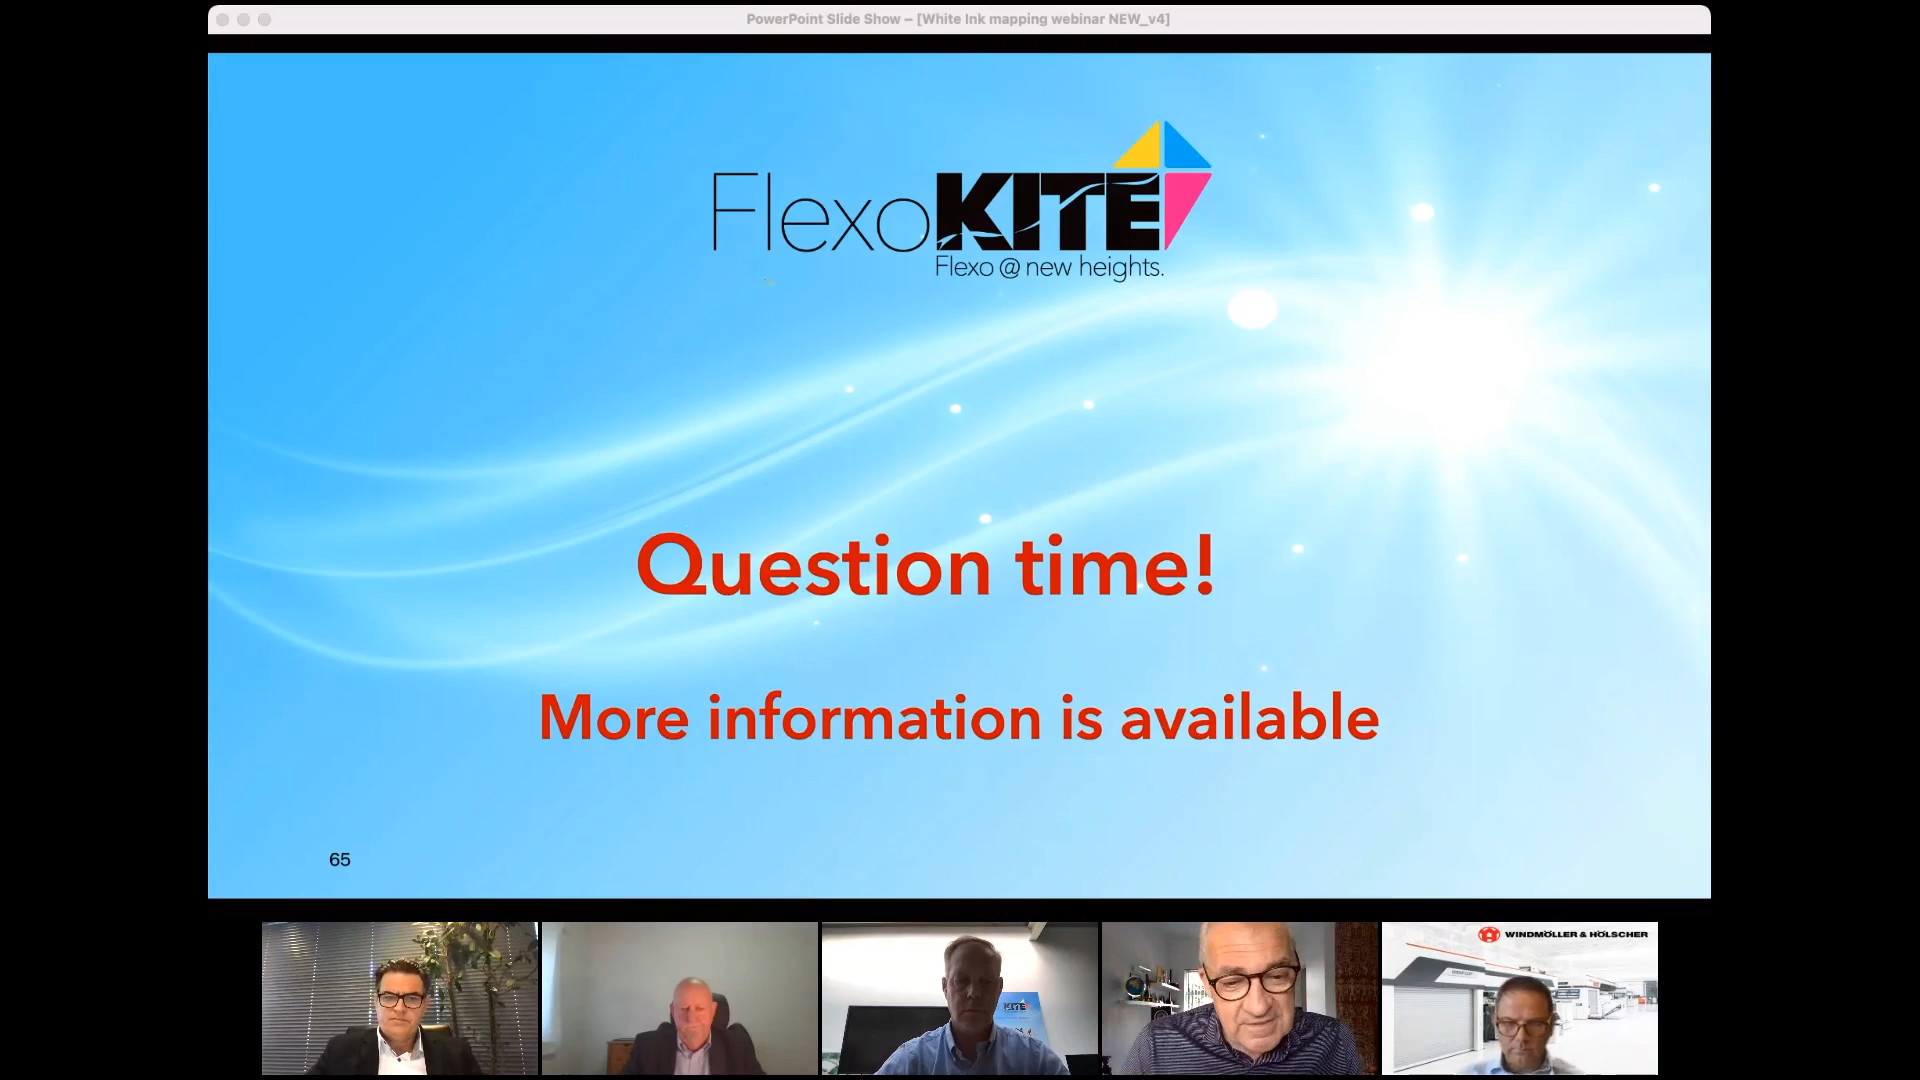 PowerPoint Slide Show – [White Ink mapping webinar NEW_v4]
FlexoKITE
Flexo @ new heights.
Question time!
More information is available
65
KITE
WINDMÖLLER & HÖLSCHER